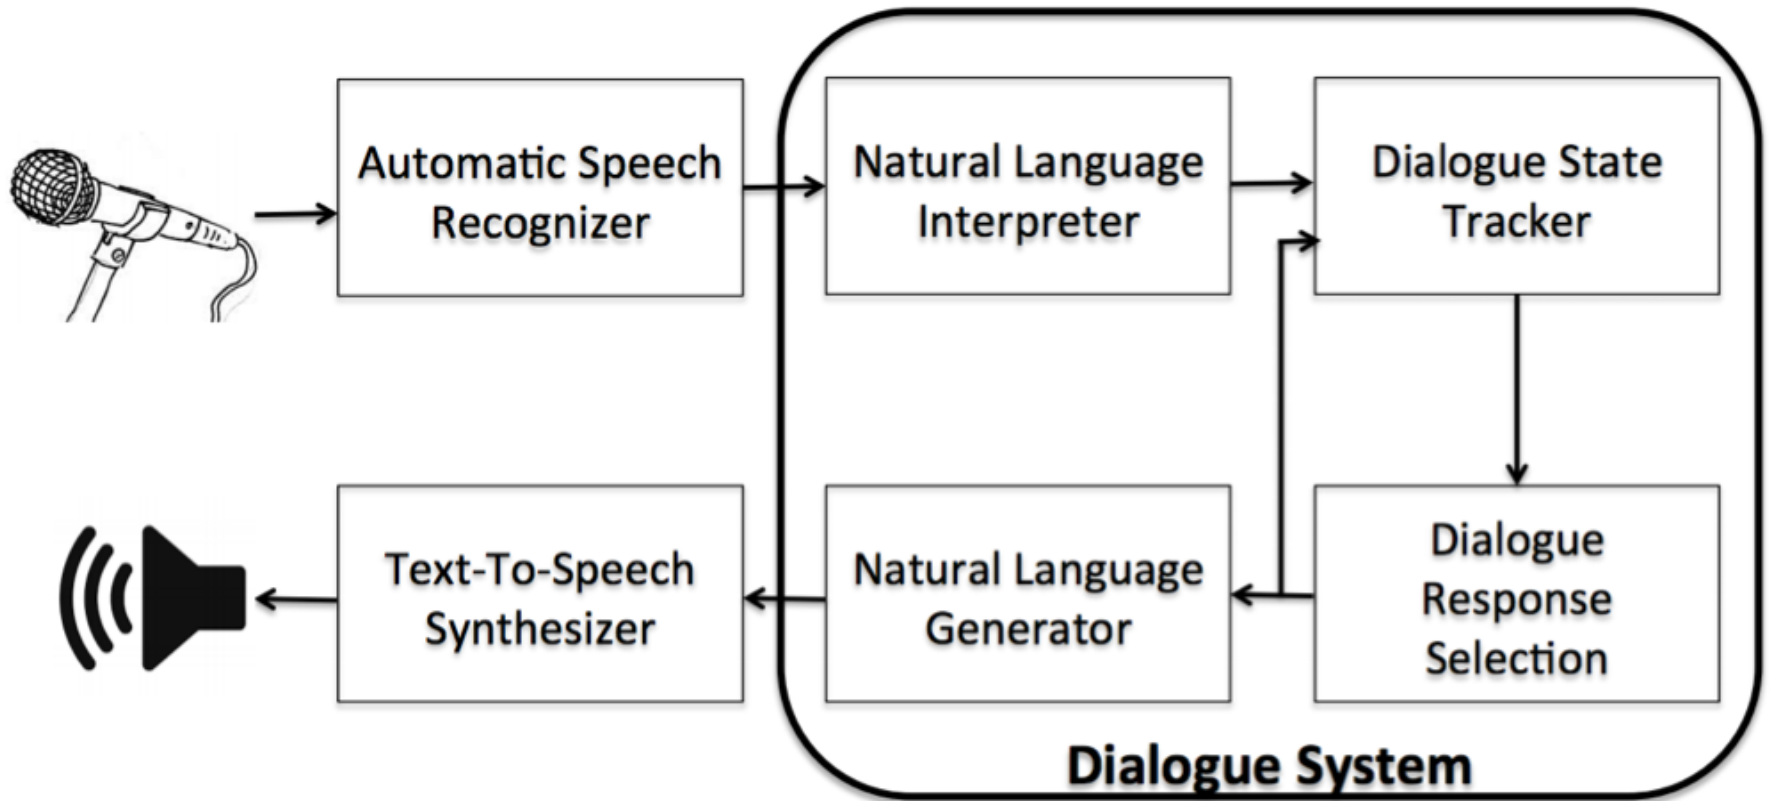 Automatic Speech
Recognizer
Natural Language
Interpreter
Dialogue State
Tracker
Text-To-Speech
Synthesizer
Natural Language
Generator
Dialogue
Response
Selection
Dialogue System